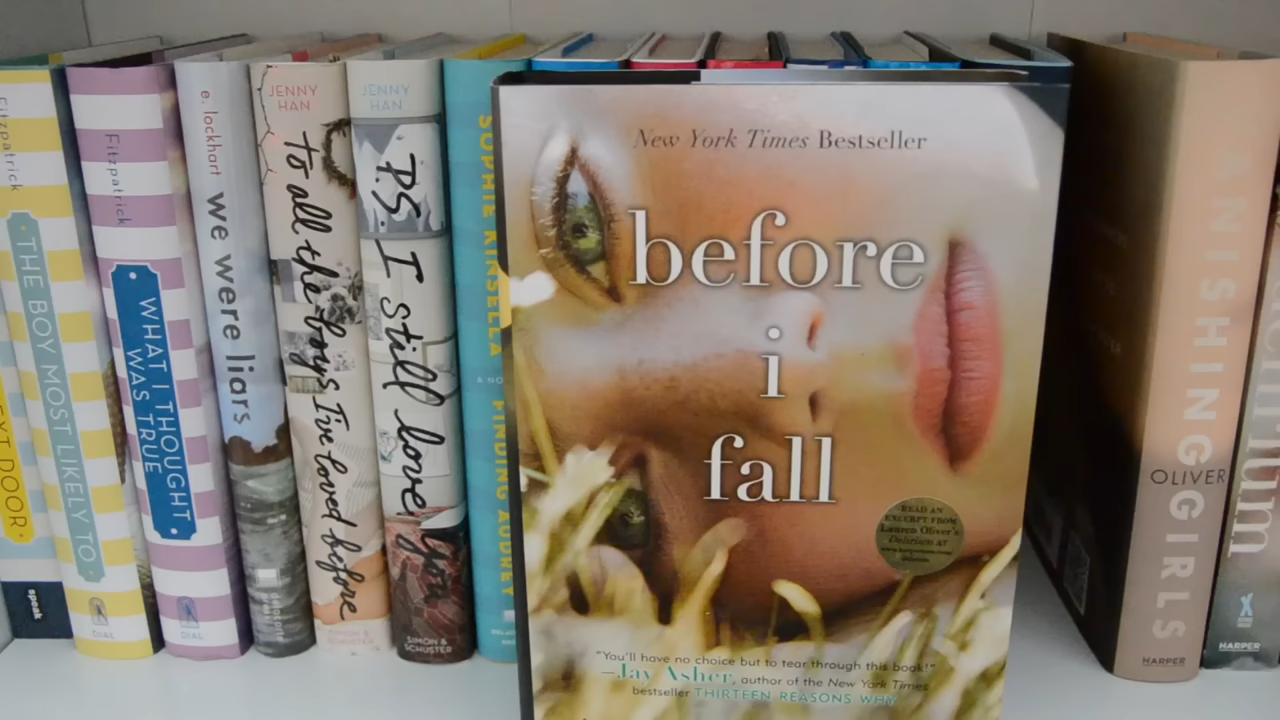 EXT DOOR
speak
Fitzpatrick
THE BOY MOST LIKELY TO
DIAL
Fitzpatrick
WHAT I THOUGHT
WAS TRUE
DIAL
e. lockhart
we were liars
JENNY
HAN
to all the boys I've loved before
SIMON &
SCHUSTER
JENNY
HAN
P.S. I still love you
SIMON &
SCHUSTER
SOPHIE KINSELLA
FINDING AUDREY
New York Times Bestseller
before
i
fall
READ AN
EXCERPT FROM
Lauren Oliver's
Delirium AT
"You'll have no choice but to tear through this book!"
—Jay Asher, author of the New York Times
bestseller THIRTEEN REASONS WHY
ANISHING GIRLS
OLIVER
HARPER
HARPER